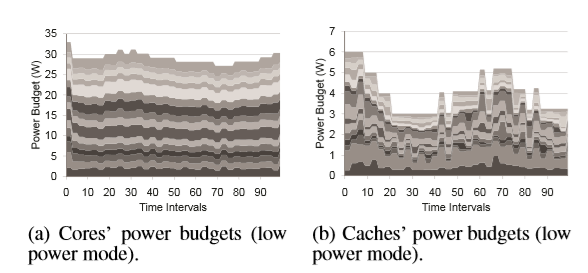 35
30
25
20
15
10
5
0
Power Budget (W)
0 10 20 30 40 50 60 70 80 90
Time Intervals
(a) Cores' power budgets (low
power mode).
7
6
5
4
3
2
1
0
Power Budget (W)
0 10 20 30 40 50 60 70 80 90
Time Intervals
(b) Caches' power budgets (low
power mode).